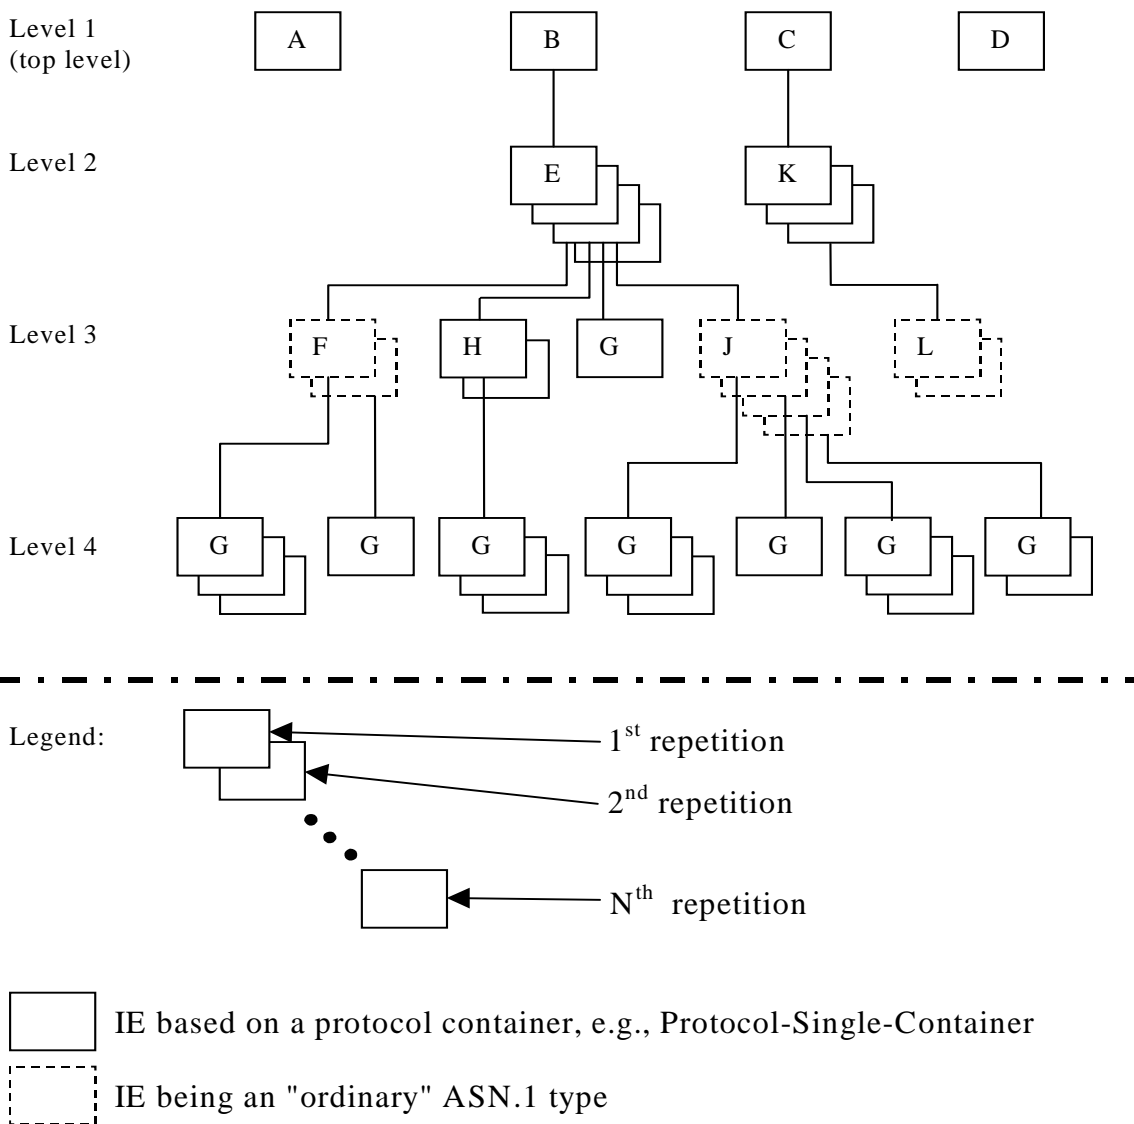 Level 1
(top level)
A
B
C
D
Level 2
E
K
Level 3
F
H
G
J
L
Level 4
G
G
G
G
G
G
G
Legend:
1st repetition
2nd repetition
Nth repetition
IE based on a protocol container, e.g., Protocol-Single-Container
IE being an "ordinary" ASN.1 type